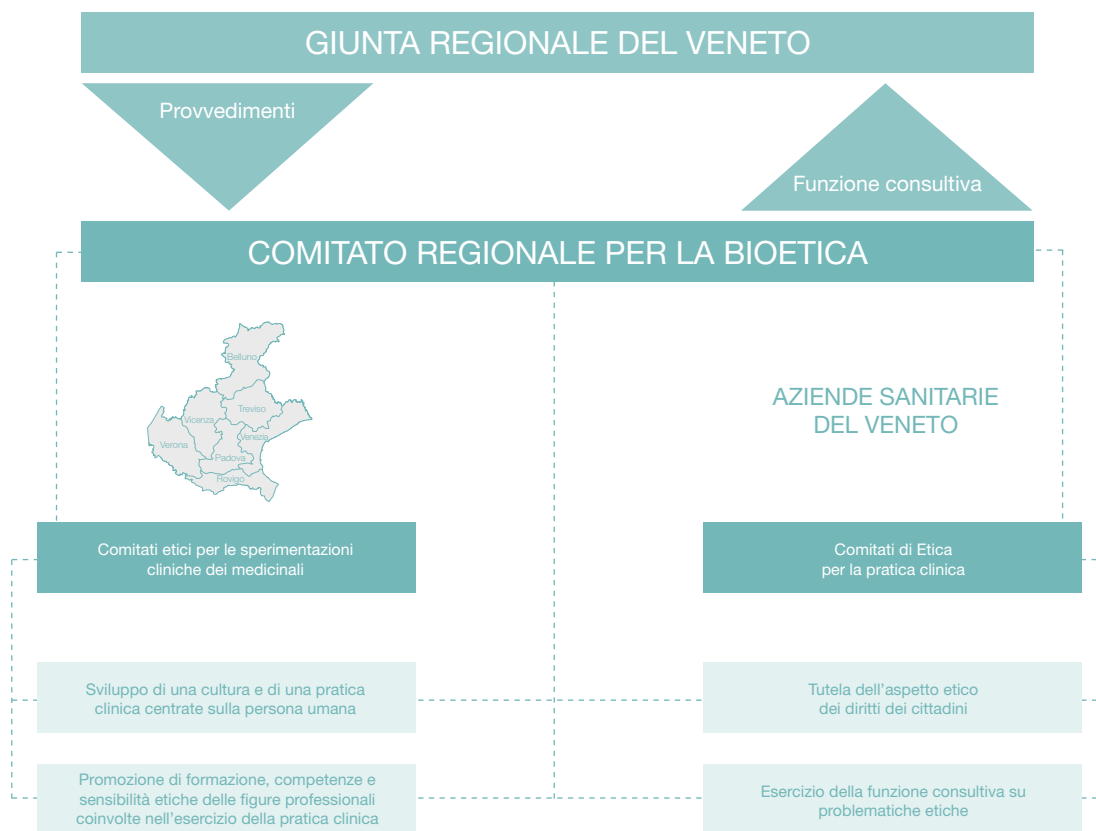 GIUNTA REGIONALE DEL VENETO
Provvedimenti
Funzione consultiva
COMITATO REGIONALE PER LA BIOETICA
Belluno
Treviso
Vicenza
Venezia
Verona
Padova
Rovigo
AZIENDE SANITARIE
DEL VENETO
Comitati etici per le sperimentazioni
cliniche dei medicinali
Comitati di Etica
per la pratica clinica
Sviluppo di una cultura e di una pratica
clinica centrate sulla persona umana
Tutela dell'aspetto etico
dei diritti dei cittadini
Promozione di formazione, competenze e
sensibilità etiche delle figure professionali
coinvolte nell'esercizio della pratica clinica
Esercizio della funzione consultiva su
problematiche etiche